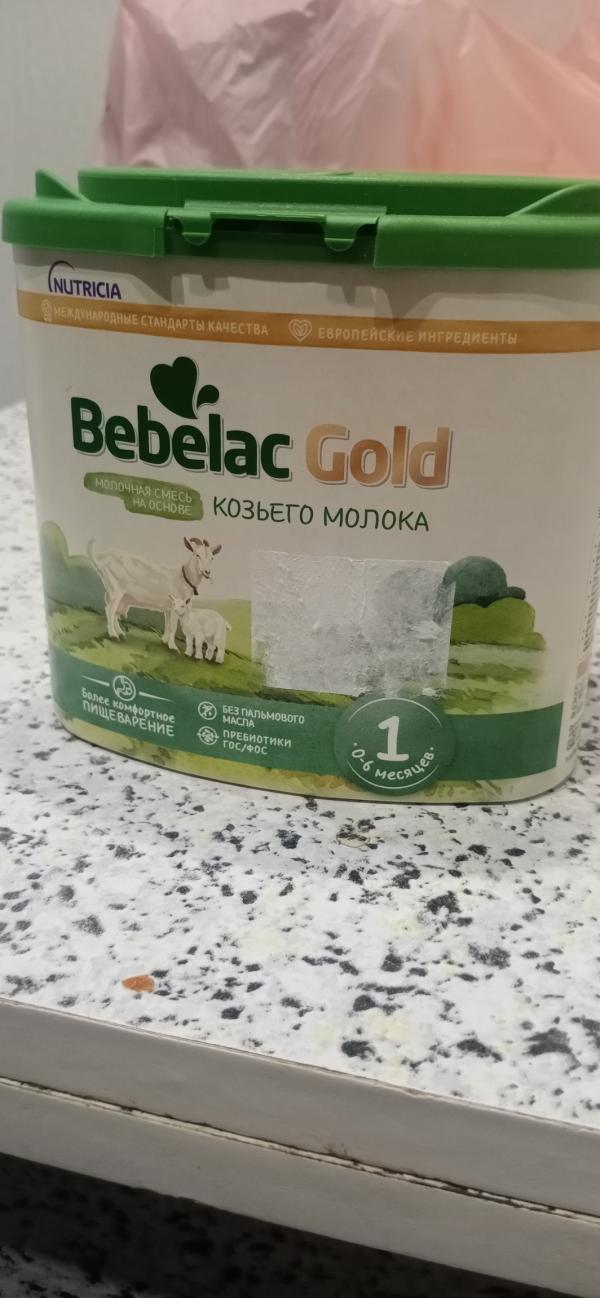 NUTRICIA
МЕЖДУНАРОДНЫЕ СТАНДАРТЫ КАЧЕСТВА ЕВРОПЕЙСКИЕ ИНГРЕДИЕНТЫ
Bebelac Gold
МОЛОЧНАЯ СМЕСЬ
НА ОСНОВЕ
КОЗЬЕГО МОЛОКА
Более комфортное
ПИЩЕВАРЕНИЕ
БЕЗ ПАЛЬМОВОГО
МАСЛА
ПРЕБИОТИКИ
ГОС/ФОС
1
0-6 месяцев